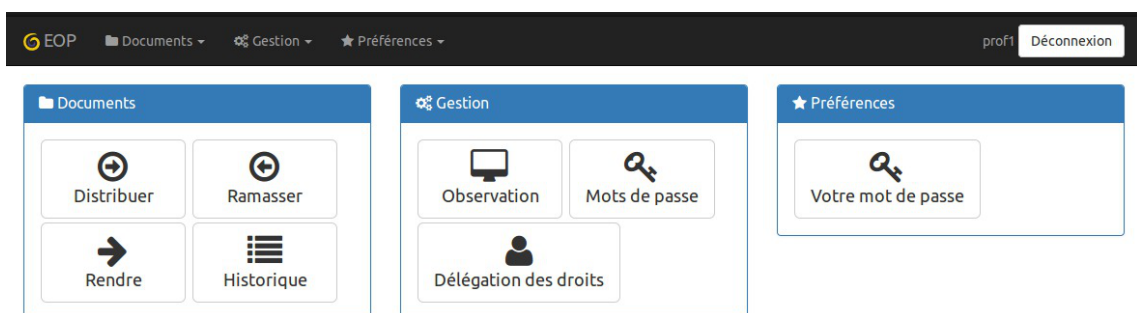 EOP Documents Gestion Préférences prof1 Déconnexion
Documents
Distribuer Ramasser
Rendre Historique
Gestion
Observation Mots de passe
Délégation des droits
Préférences
Votre mot de passe